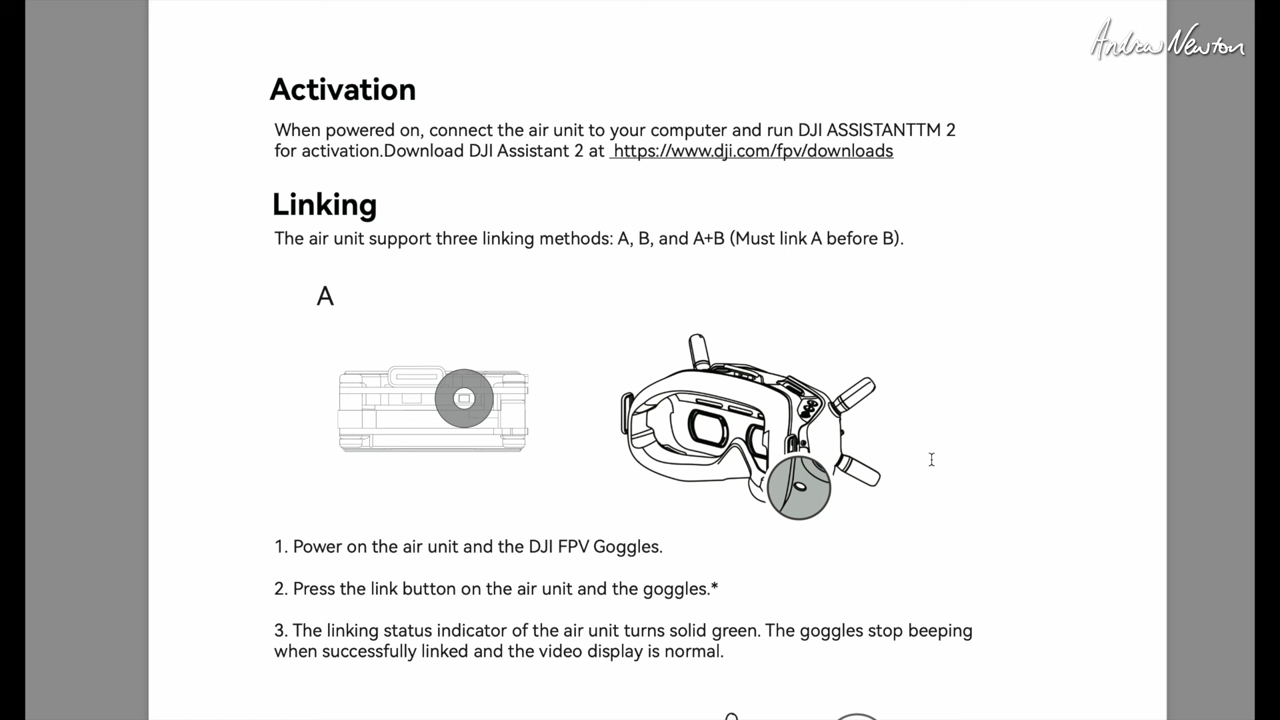 Andrew Newton
Activation
When powered on, connect the air unit to your computer and run DJI ASSISTANTTM 2
for activation.Download DJI Assistant 2 at https://www.dji.com/fpv/downloads
Linking
The air unit support three linking methods: A, B, and A+B (Must link A before B).
A
1. Power on the air unit and the DJI FPV Goggles.
2. Press the link button on the air unit and the goggles.*
3. The linking status indicator of the air unit turns solid green. The goggles stop beeping
when successfully linked and the video display is normal.